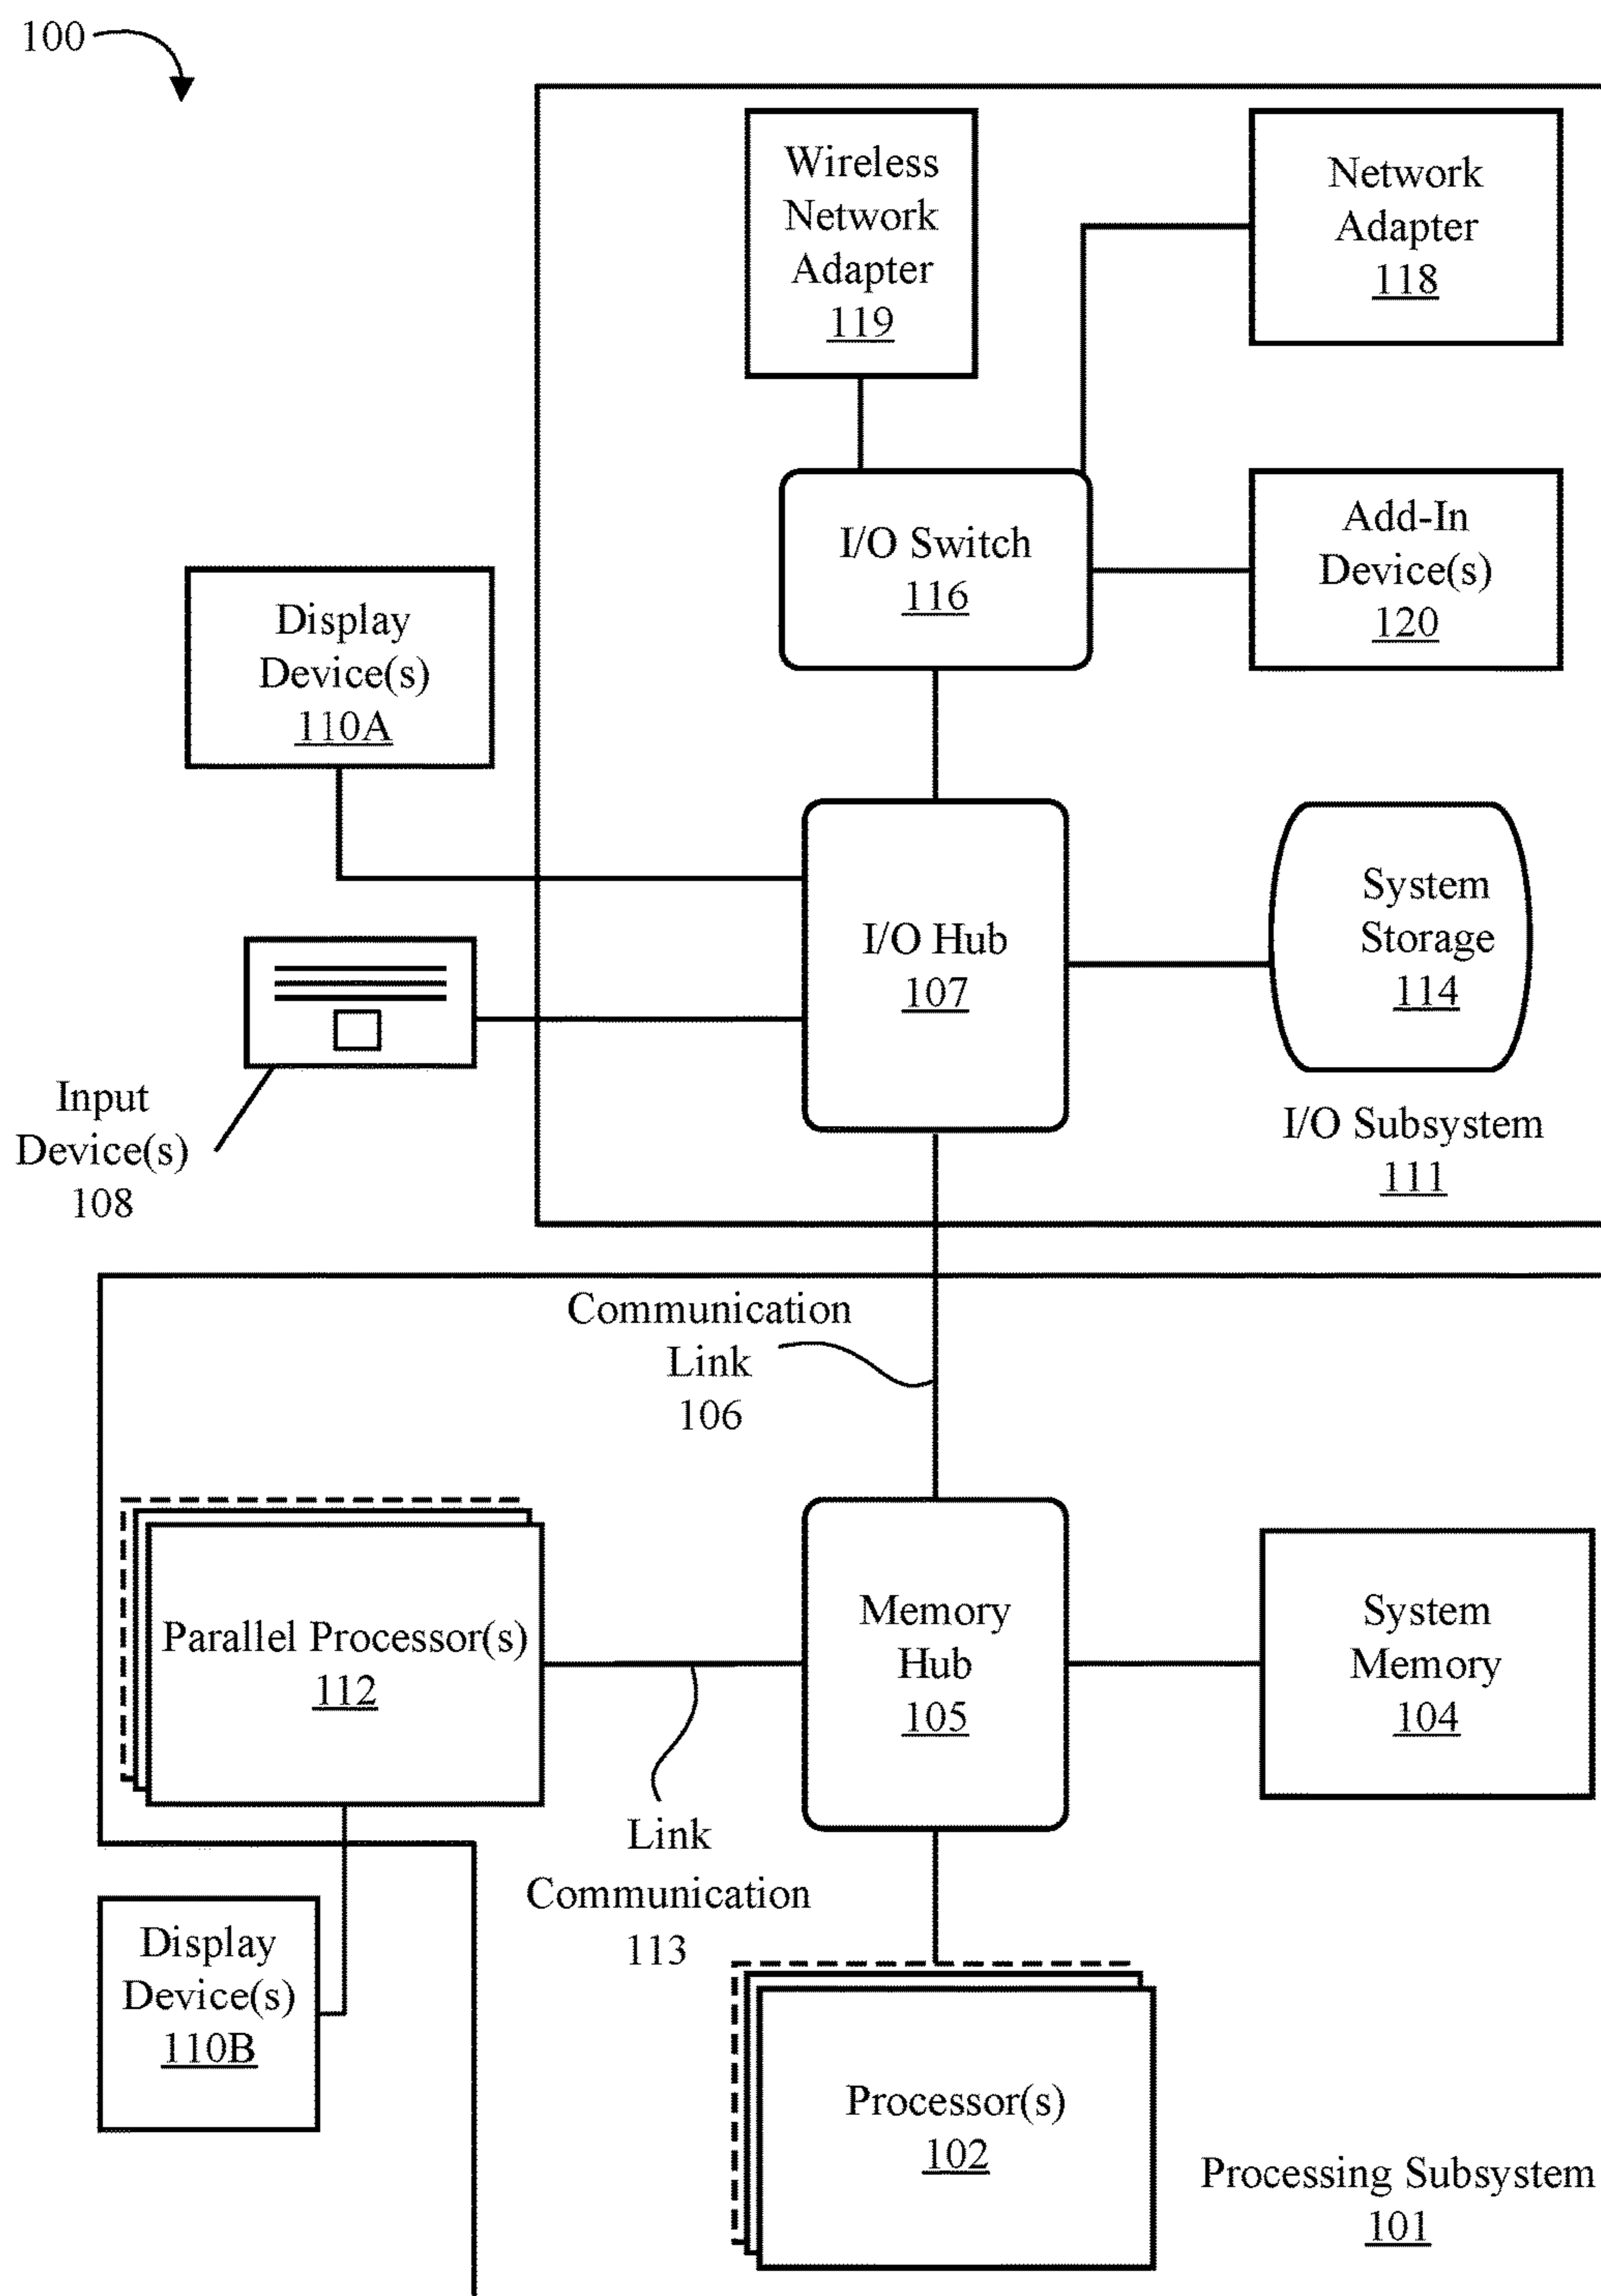 100
Wireless
Network
Adapter
119
Network
Adapter
118
I/O Switch
116
Add-In
Device(s)
120
Display
Device(s)
110A
I/O Hub
107
System
Storage
114
Input
Device(s)
108
I/O Subsystem
111
Communication
Link
106
Parallel Processor(s)
112
Memory
Hub
105
System
Memory
104
Link
Communication
113
Display
Device(s)
110B
Processor(s)
102
Processing Subsystem
101